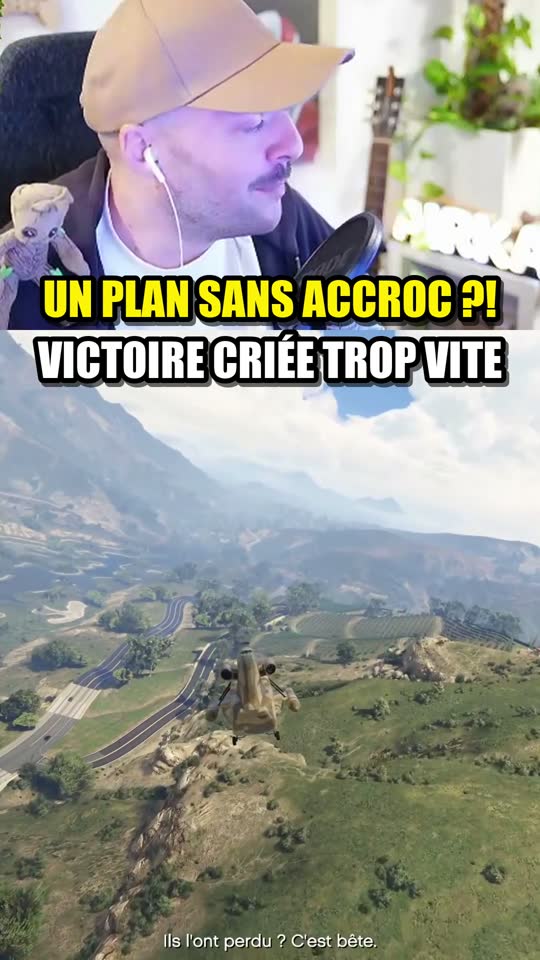 UN PLAN SANS ACCROC ?!
VICTOIRE CRIÉE TROP VITE
Ils l'ont perdu ? C'est bête.